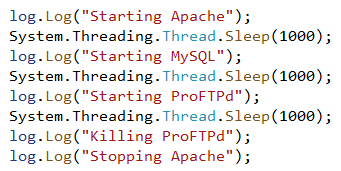 log.Log("Starting Apache");
System.Threading.Thread.Sleep(1000);
log.Log("Starting MySQL");
System.Threading.Thread.Sleep(1000);
log.Log("Starting ProFTPd");
System.Threading.Thread.Sleep(1000);
log.Log("Killing ProFTPd");
log.Log("Stopping Apache");